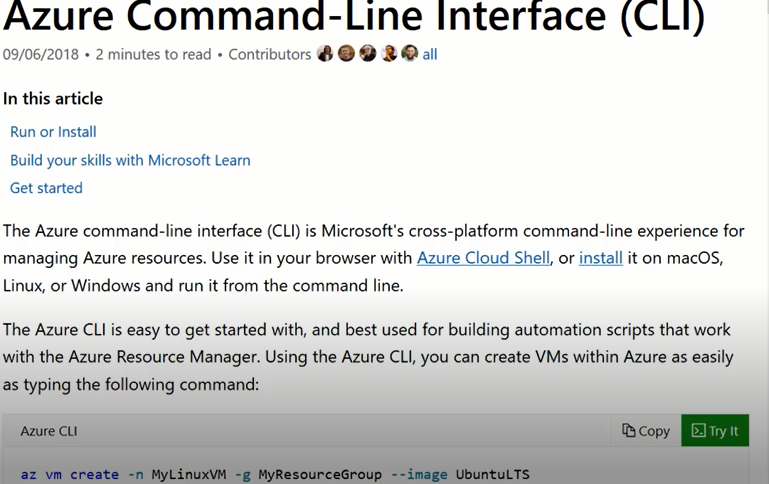 Azure Command-Line Interface (CLI)
09/06/2018 • 2 minutes to read • Contributors all
In this article
Run or Install
Build your skills with Microsoft Learn
Get started
The Azure command-line interface (CLI) is Microsoft's cross-platform command-line experience for
managing Azure resources. Use it in your browser with Azure Cloud Shell, or install it on macOS,
Linux, or Windows and run it from the command line.
The Azure CLI is easy to get started with, and best used for building automation scripts that work
with the Azure Resource Manager. Using the Azure CLI, you can create VMs within Azure as easily
as typing the following command:
Azure CLI Copy Try It
az vm create -n MyLinuxVM -g MyResourceGroup --image UbuntuLTS